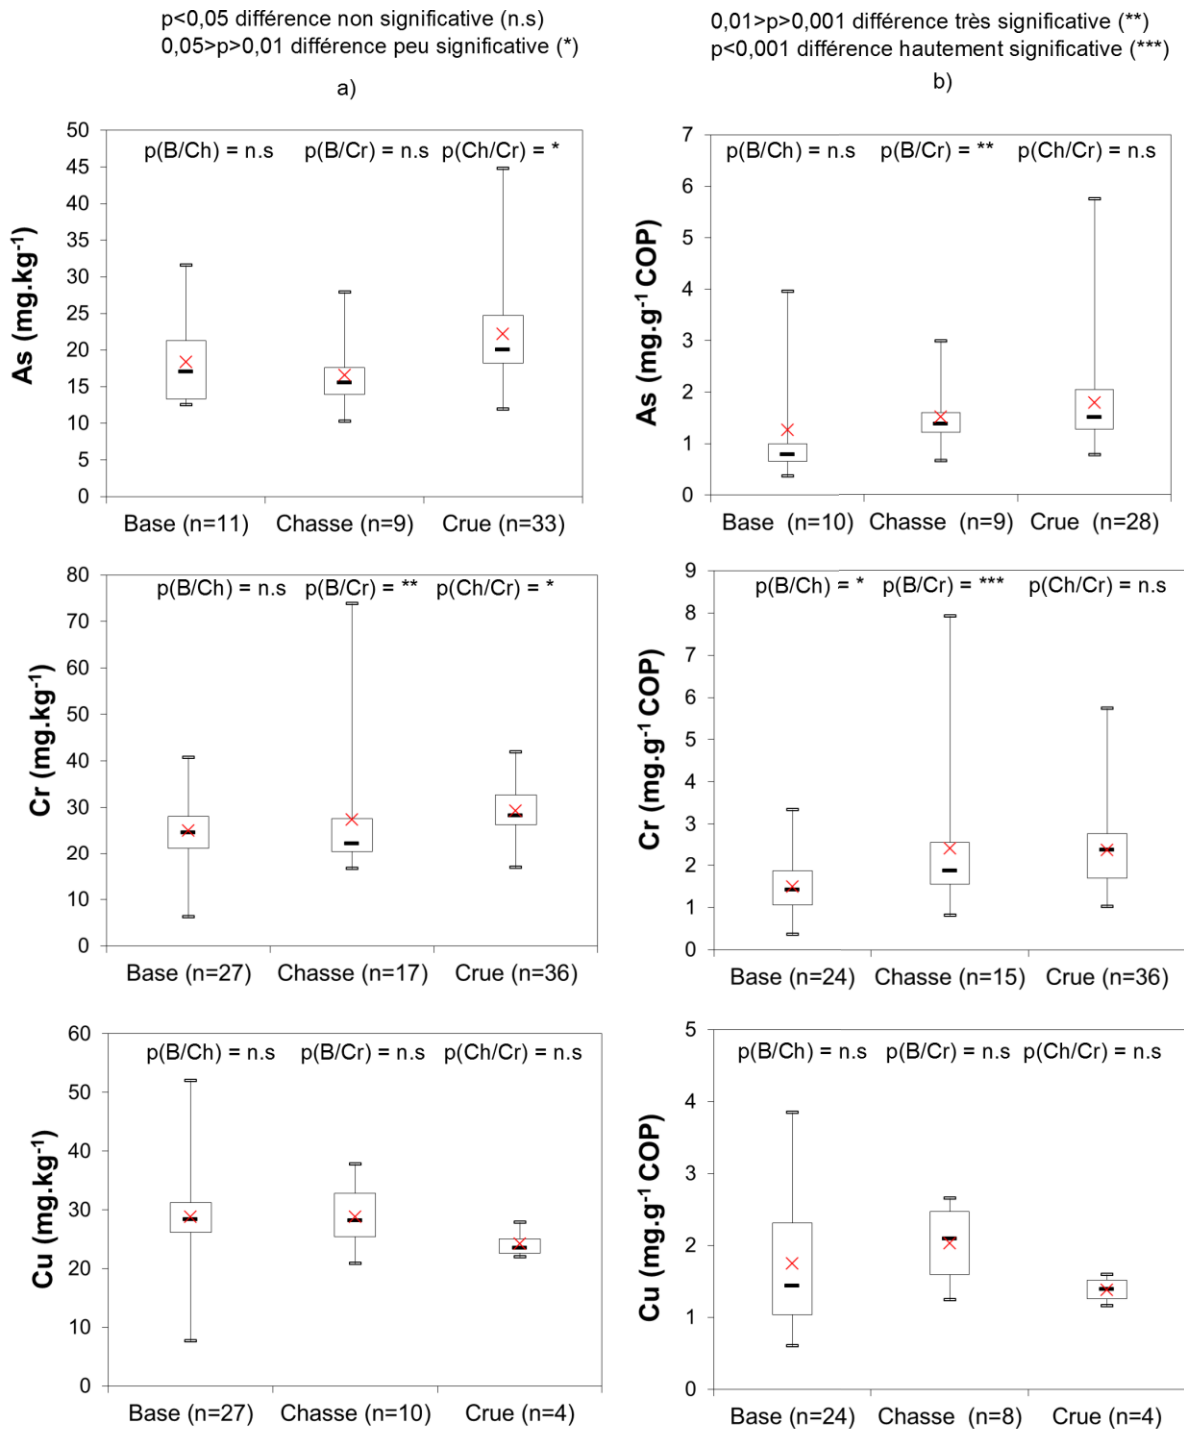 p<0,05 différence non significative (n.s)
0,05>p>0,01 différence peu significative (*)
0,01>p>0,001 différence très significative (**)
p<0,001 différence hautement significative (***)
a)
As (mg.kg⁻¹)
50
45
40
35
30
25
20
15
10
5
0
p(B/Ch) = n.s p(B/Cr) = n.s p(Ch/Cr) = *
Base (n=11) Chasse (n=9) Crue (n=33)
b)
As (mg.g⁻¹ COP)
7
6
5
4
3
2
1
0
p(B/Ch) = n.s p(B/Cr) = ** p(Ch/Cr) = n.s
Base (n=10) Chasse (n=9) Crue (n=28)
Cr (mg.kg⁻¹)
80
70
60
50
40
30
20
10
0
p(B/Ch) = n.s p(B/Cr) = ** p(Ch/Cr) = *
Base (n=27) Chasse (n=17) Crue (n=36)
Cr (mg.g⁻¹ COP)
9
8
7
6
5
4
3
2
1
0
p(B/Ch) = * p(B/Cr) = *** p(Ch/Cr) = n.s
Base (n=24) Chasse (n=15) Crue (n=36)
Cu (mg.kg⁻¹)
60
50
40
30
20
10
0
p(B/Ch) = n.s p(B/Cr) = n.s p(Ch/Cr) = n.s
Base (n=27) Chasse (n=10) Crue (n=4)
Cu (mg.g⁻¹ COP)
5
4
3
2
1
0
p(B/Ch) = n.s p(B/Cr) = n.s p(Ch/Cr) = n.s
Base (n=24) Chasse (n=8) Crue (n=4)